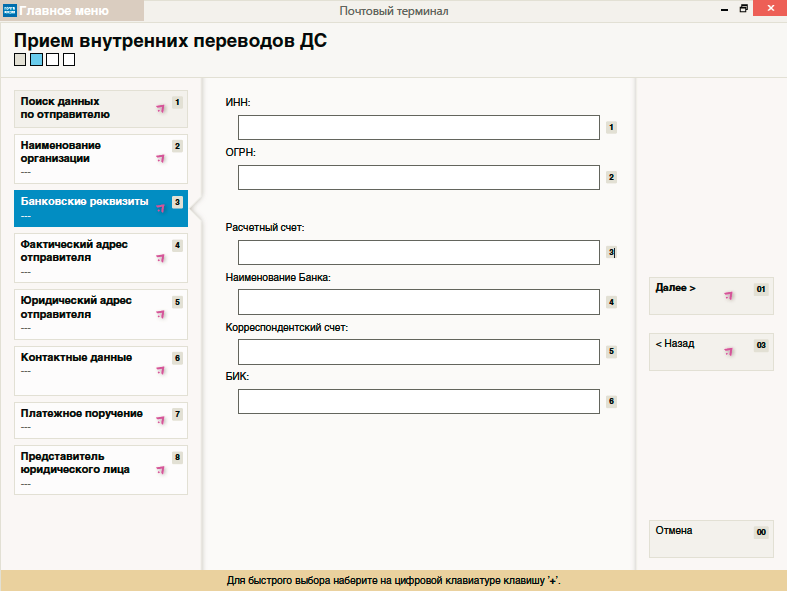 Главное меню
Почтовый терминал
Прием внутренних переводов ДС
Поиск данных
по отправителю
1
Наименование
организации
2
---
Банковские реквизиты
3
---
Фактический адрес
отправителя
4
---
Юридический адрес
отправителя
5
---
Контактные данные
6
---
Платежное поручение
7
---
Представитель
юридического лица
8
---
ИНН:
1
ОГРН:
2
Расчетный счет:
3
Наименование Банка:
4
Корреспондентский счет:
5
БИК:
6
Далее >
01
< Назад
03
Отмена
00
Для быстрого выбора наберите на цифровой клавиатуре клавишу '+'.